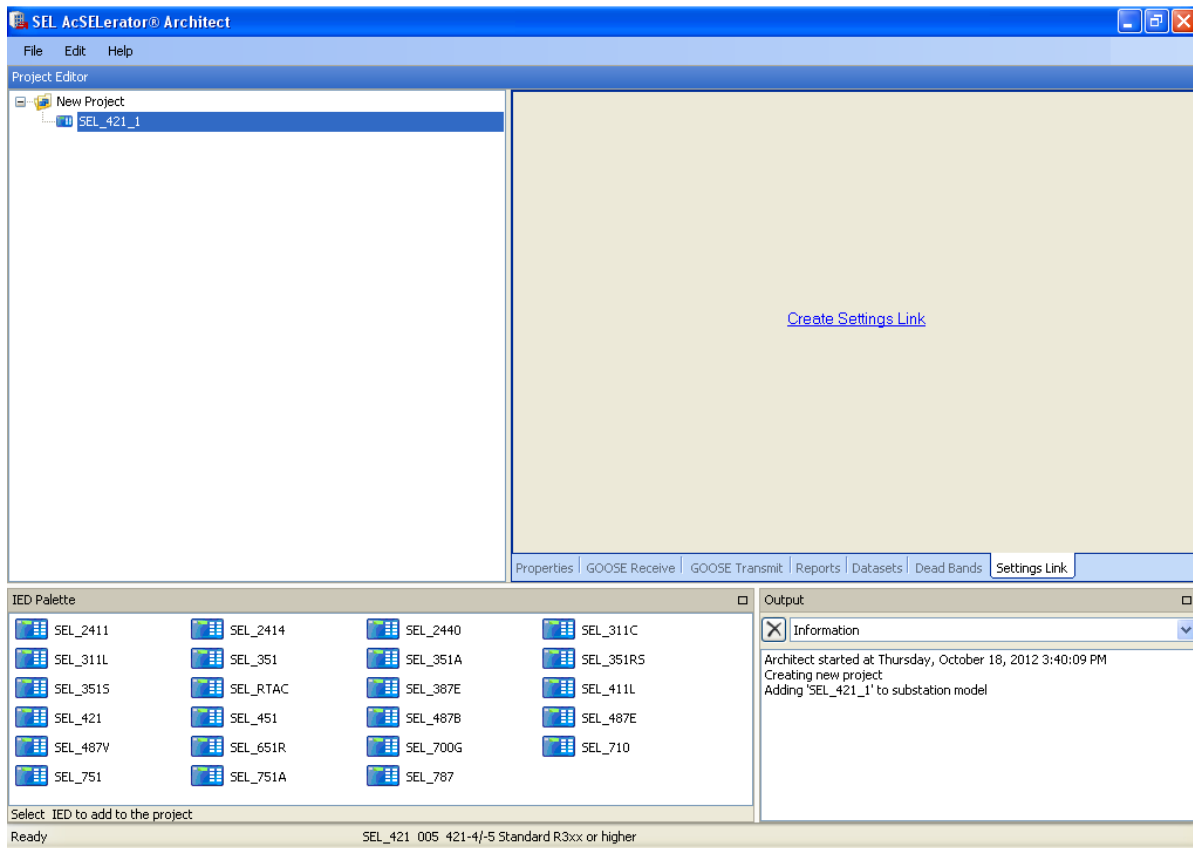 SEL AcSELerator® Architect
File Edit Help
Project Editor
New Project
SEL_421_1
Create Settings Link
Properties GOOSE Receive GOOSE Transmit Reports Datasets Dead Bands Settings Link
IED Palette
SEL_2411 SEL_2414 SEL_2440 SEL_311C
SEL_311L SEL_351 SEL_351A SEL_351RS
SEL_351S SEL_RTAC SEL_387E SEL_411L
SEL_421 SEL_451 SEL_487B SEL_487E
SEL_487V SEL_651R SEL_700G SEL_710
SEL_751 SEL_751A SEL_787
Select IED to add to the project
Output
Information
Architect started at Thursday, October 18, 2012 3:40:09 PM
Creating new project
Adding 'SEL_421_1' to substation model
Ready
SEL_421 005 421-4/-5 Standard R3xx or higher